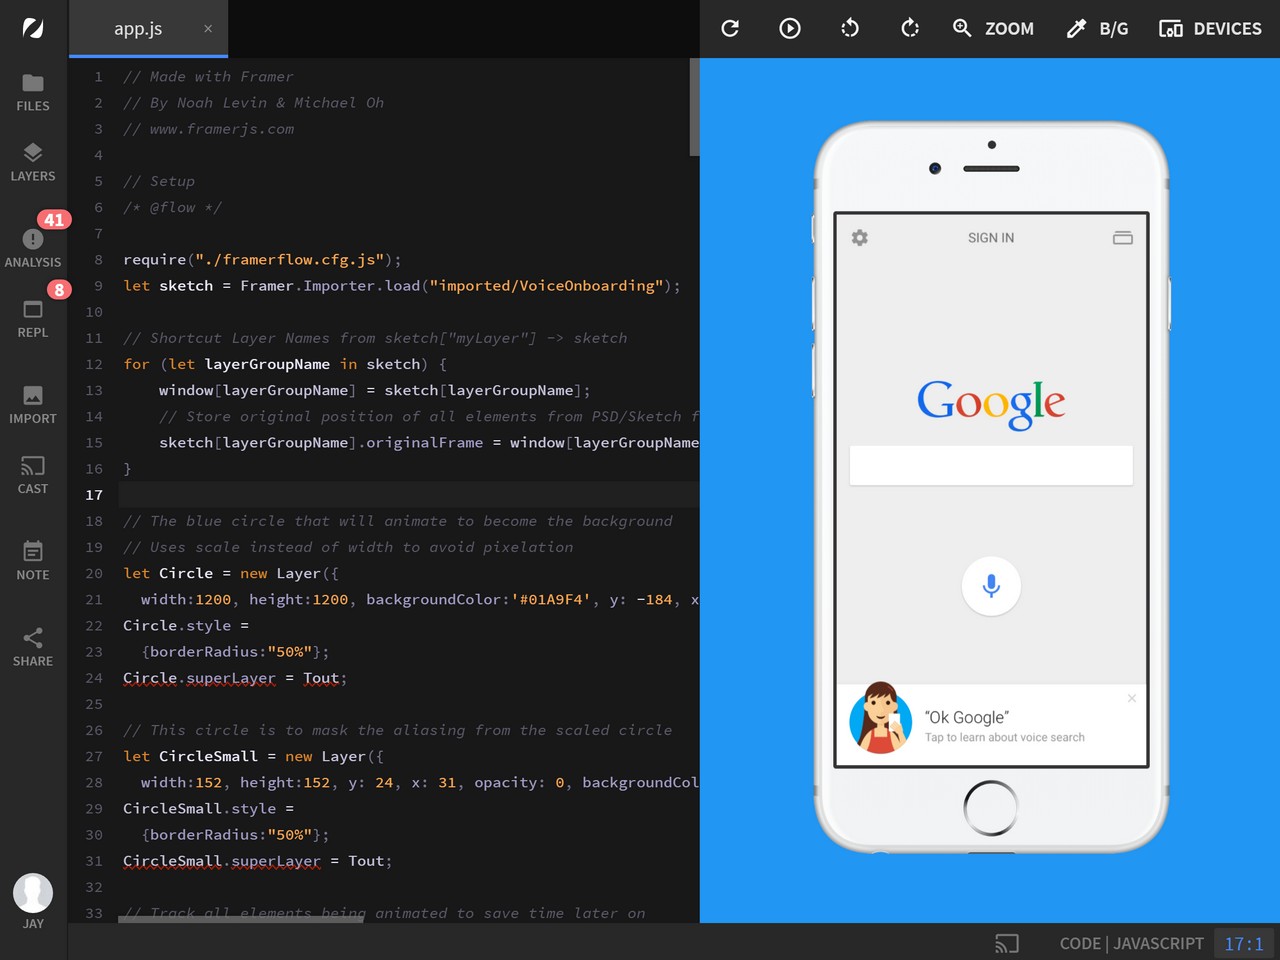 app.js ×
ZOOM
B/G
DEVICES
FILES
LAYERS
41
ANALYSIS
8
REPL
IMPORT
CAST
NOTE
SHARE
JAY
1 // Made with Framer
2 // By Noah Levin & Michael Oh
3 // www.framerjs.com
4
5 // Setup
6 /* @flow */
7
8 require("./framerflow.cfg.js");
9 let sketch = Framer.Importer.load("imported/VoiceOnboarding");
10
11 // Shortcut Layer Names from sketch["myLayer"] -> sketch
12 for (let layerGroupName in sketch) {
13 window[layerGroupName] = sketch[layerGroupName];
14 // Store original position of all elements from PSD/Sketch f
15 sketch[layerGroupName].originalFrame = window[layerGroupName
16 }
17
18 // The blue circle that will animate to become the background
19 // Uses scale instead of width to avoid pixelation
20 let Circle = new Layer({
21 width:1200, height:1200, backgroundColor:'#01A9F4', y: -184, x
22 Circle.style =
23 {borderRadius:"50%"};
24 Circle.superLayer = Tout;
25
26 // This circle is to mask the aliasing from the scaled circle
27 let CircleSmall = new Layer({
28 width:152, height:152, y: 24, x: 31, opacity: 0, backgroundCol
29 CircleSmall.style =
30 {borderRadius:"50%"};
31 CircleSmall.superLayer = Tout;
32
33 // Track all elements being animated to save time later on
SIGN IN
Google
“Ok Google”
Tap to learn about voice search
CODE | JAVASCRIPT
17:1